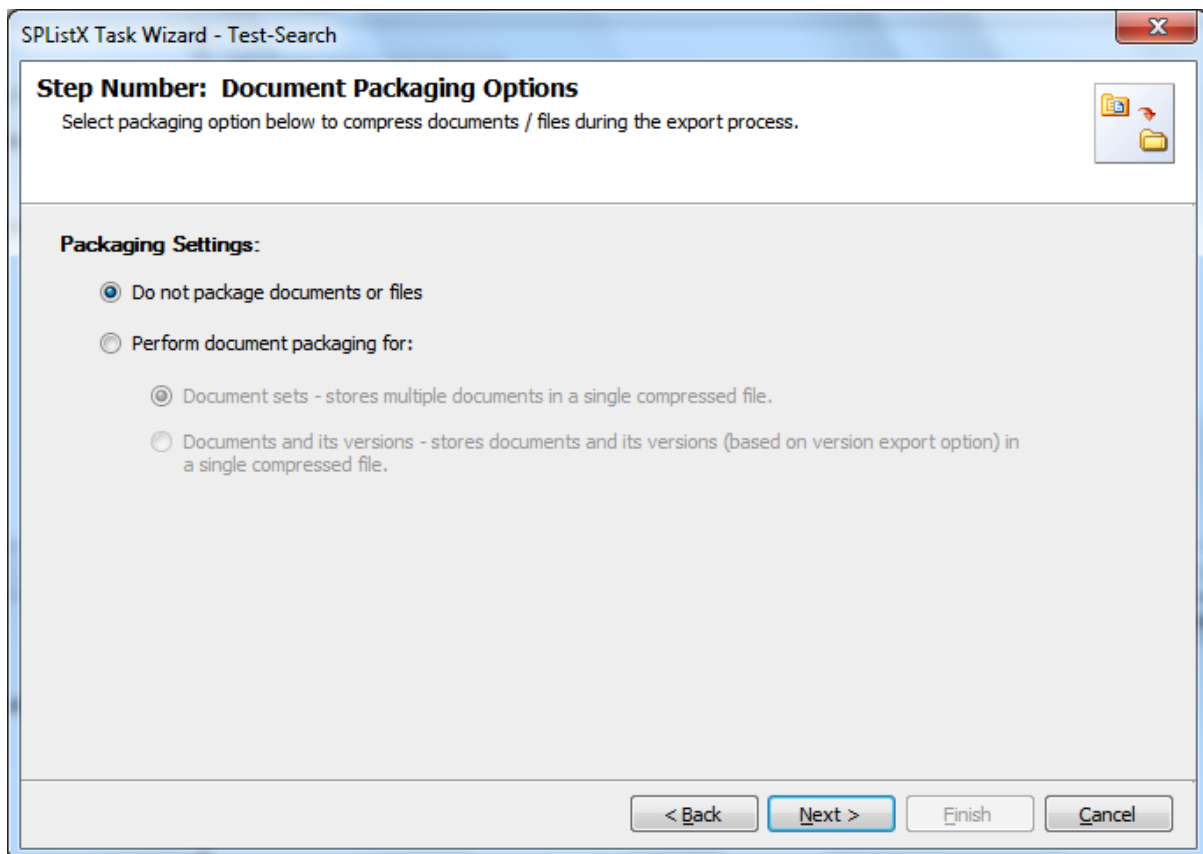 SPListX Task Wizard - Test-Search
X
Step Number: Document Packaging Options
Select packaging option below to compress documents / files during the export process.
Packaging Settings:
Do not package documents or files
Perform document packaging for:
Document sets - stores multiple documents in a single compressed file.
Documents and its versions - stores documents and its versions (based on version export option) in
a single compressed file.
< Back
Next >
Finish
Cancel